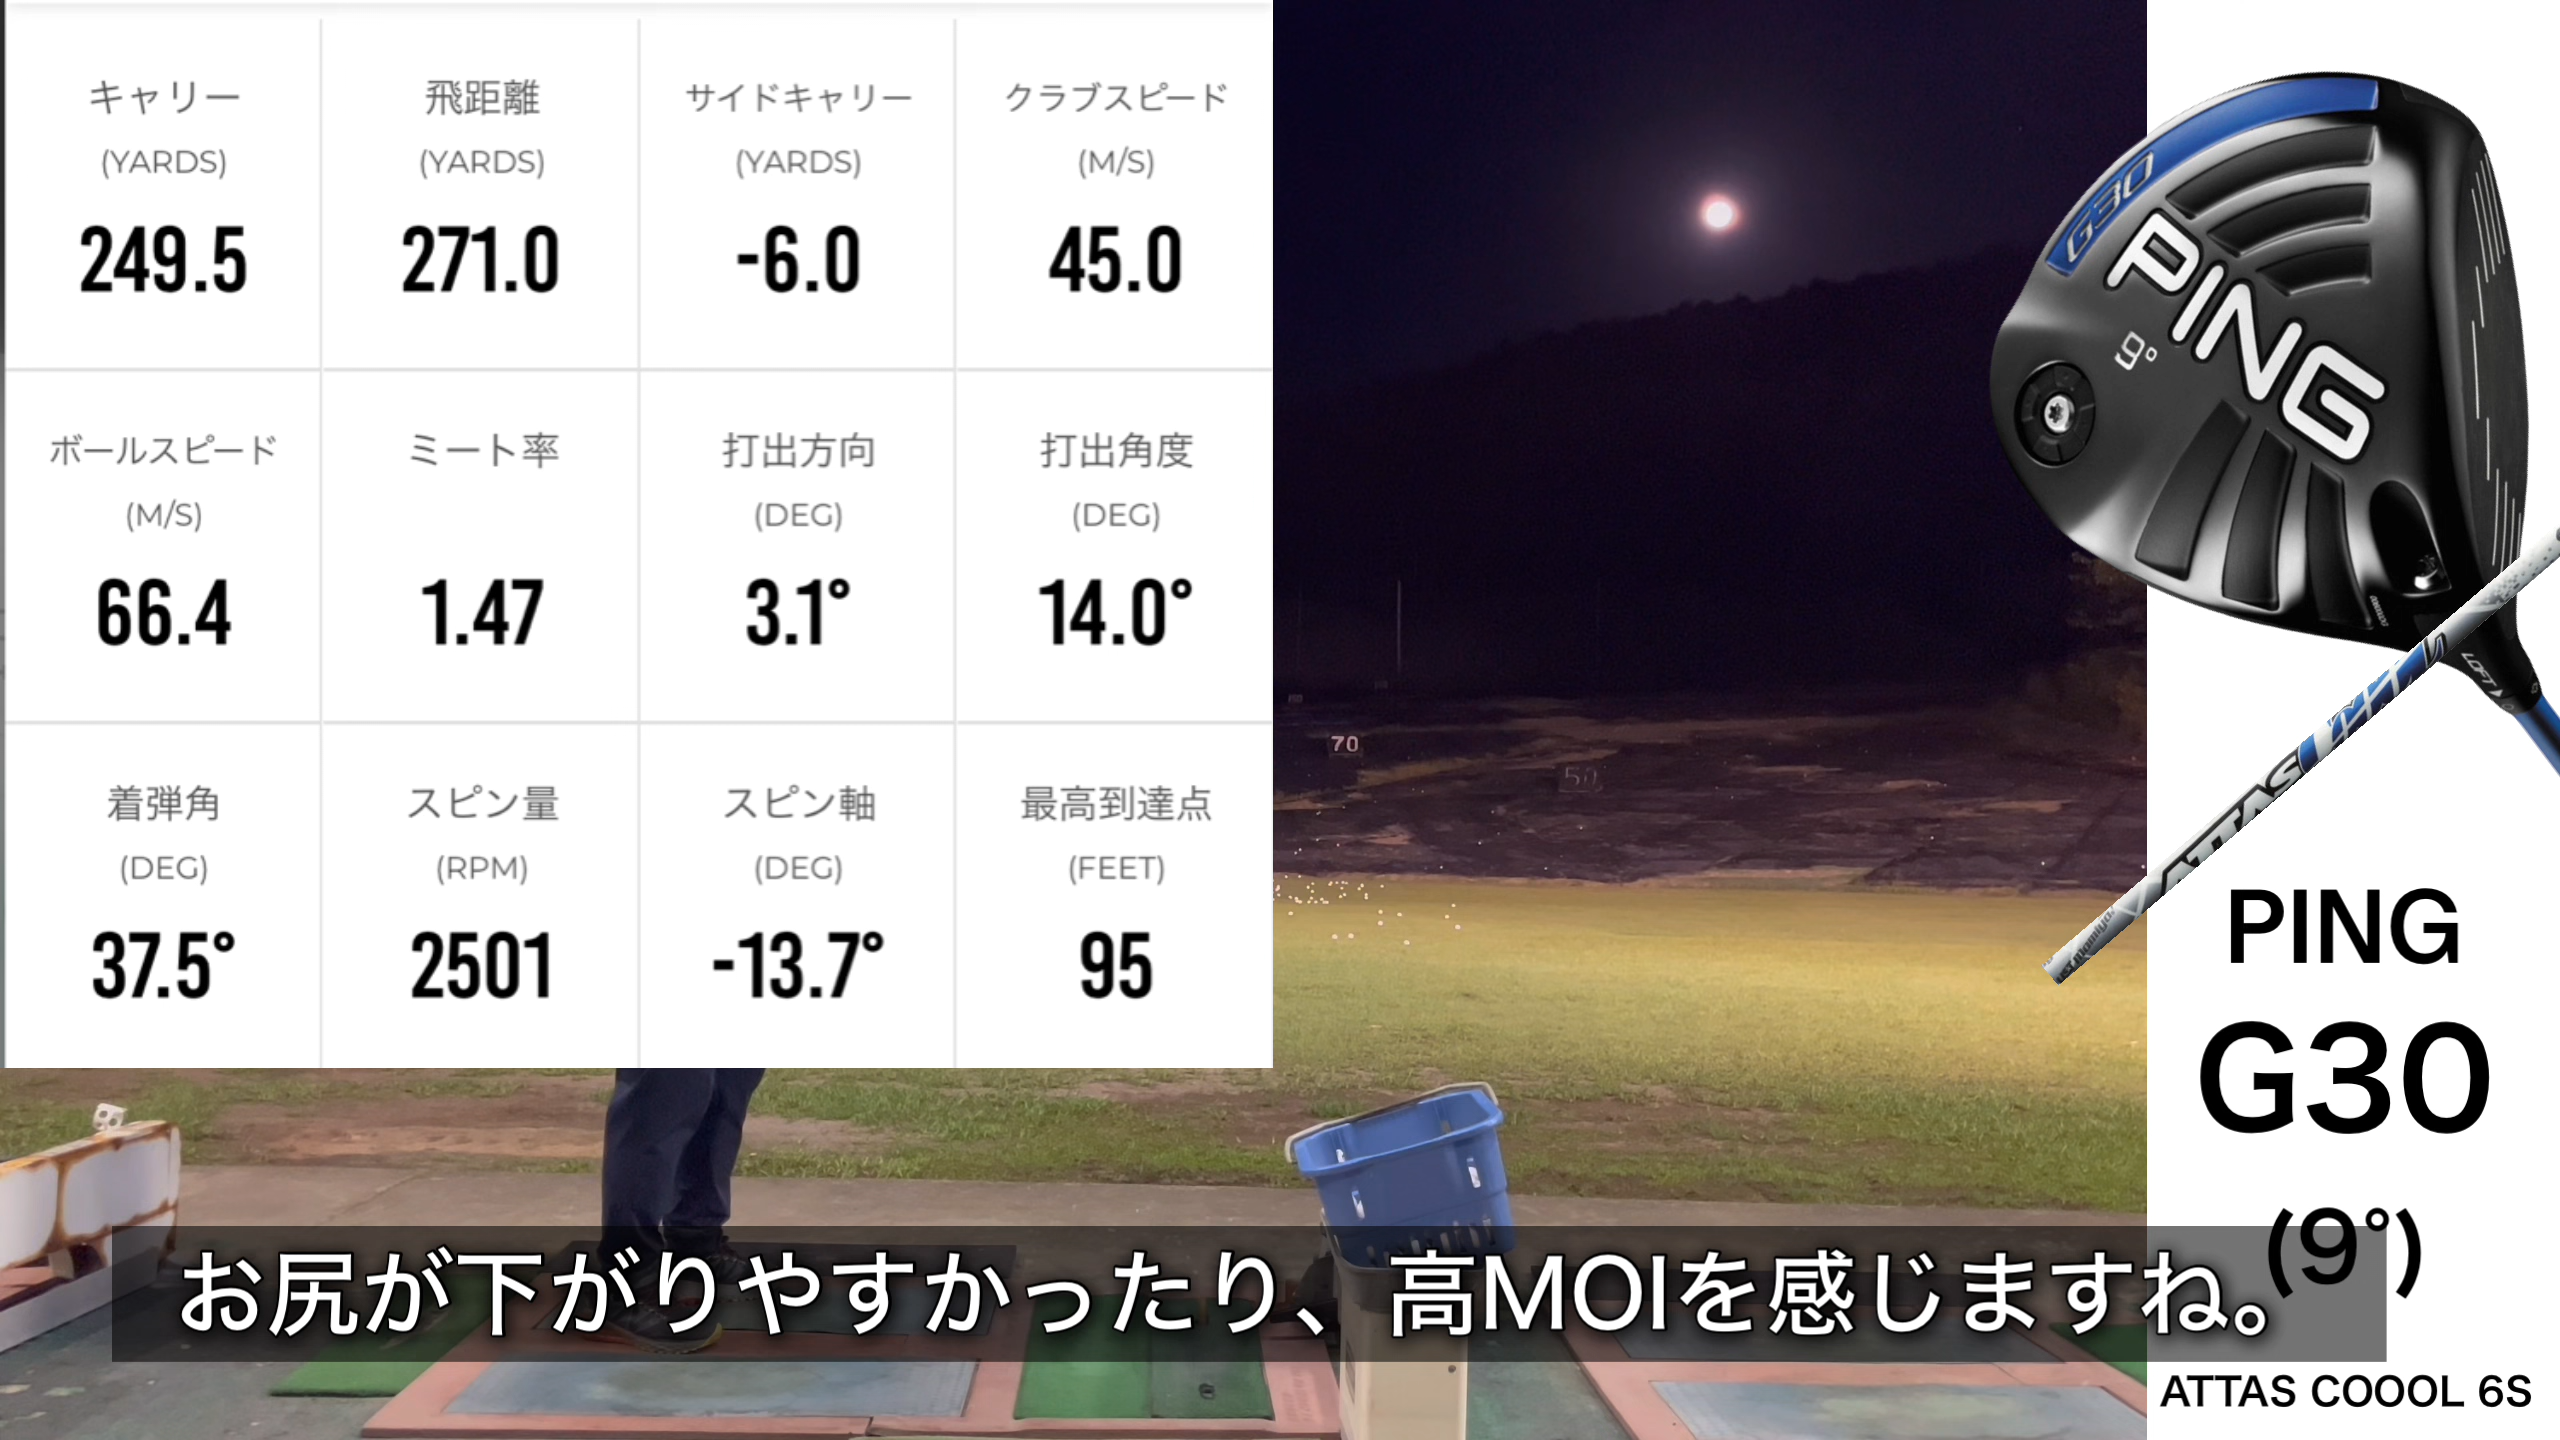 キャリー
(YARDS)
249.5
飛距離
(YARDS)
271.0
サイドキャリー
(YARDS)
-6.0
クラブスピード
(M/S)
45.0
ボールスピード
(M/S)
66.4
ミート率
1.47
打出方向
(DEG)
3.1°
打出角度
(DEG)
14.0°
着弾角
(DEG)
37.5°
スピン量
(RPM)
2501
スピン軸
(DEG)
-13.7°
最高到達点
(FEET)
95
70
50
G30
PING
9°
LOFT
ATTAS
PING
G30
(9°)
ATTAS COOOL 6S
お尻が下がりやすかったり、高MOIを感じますね。